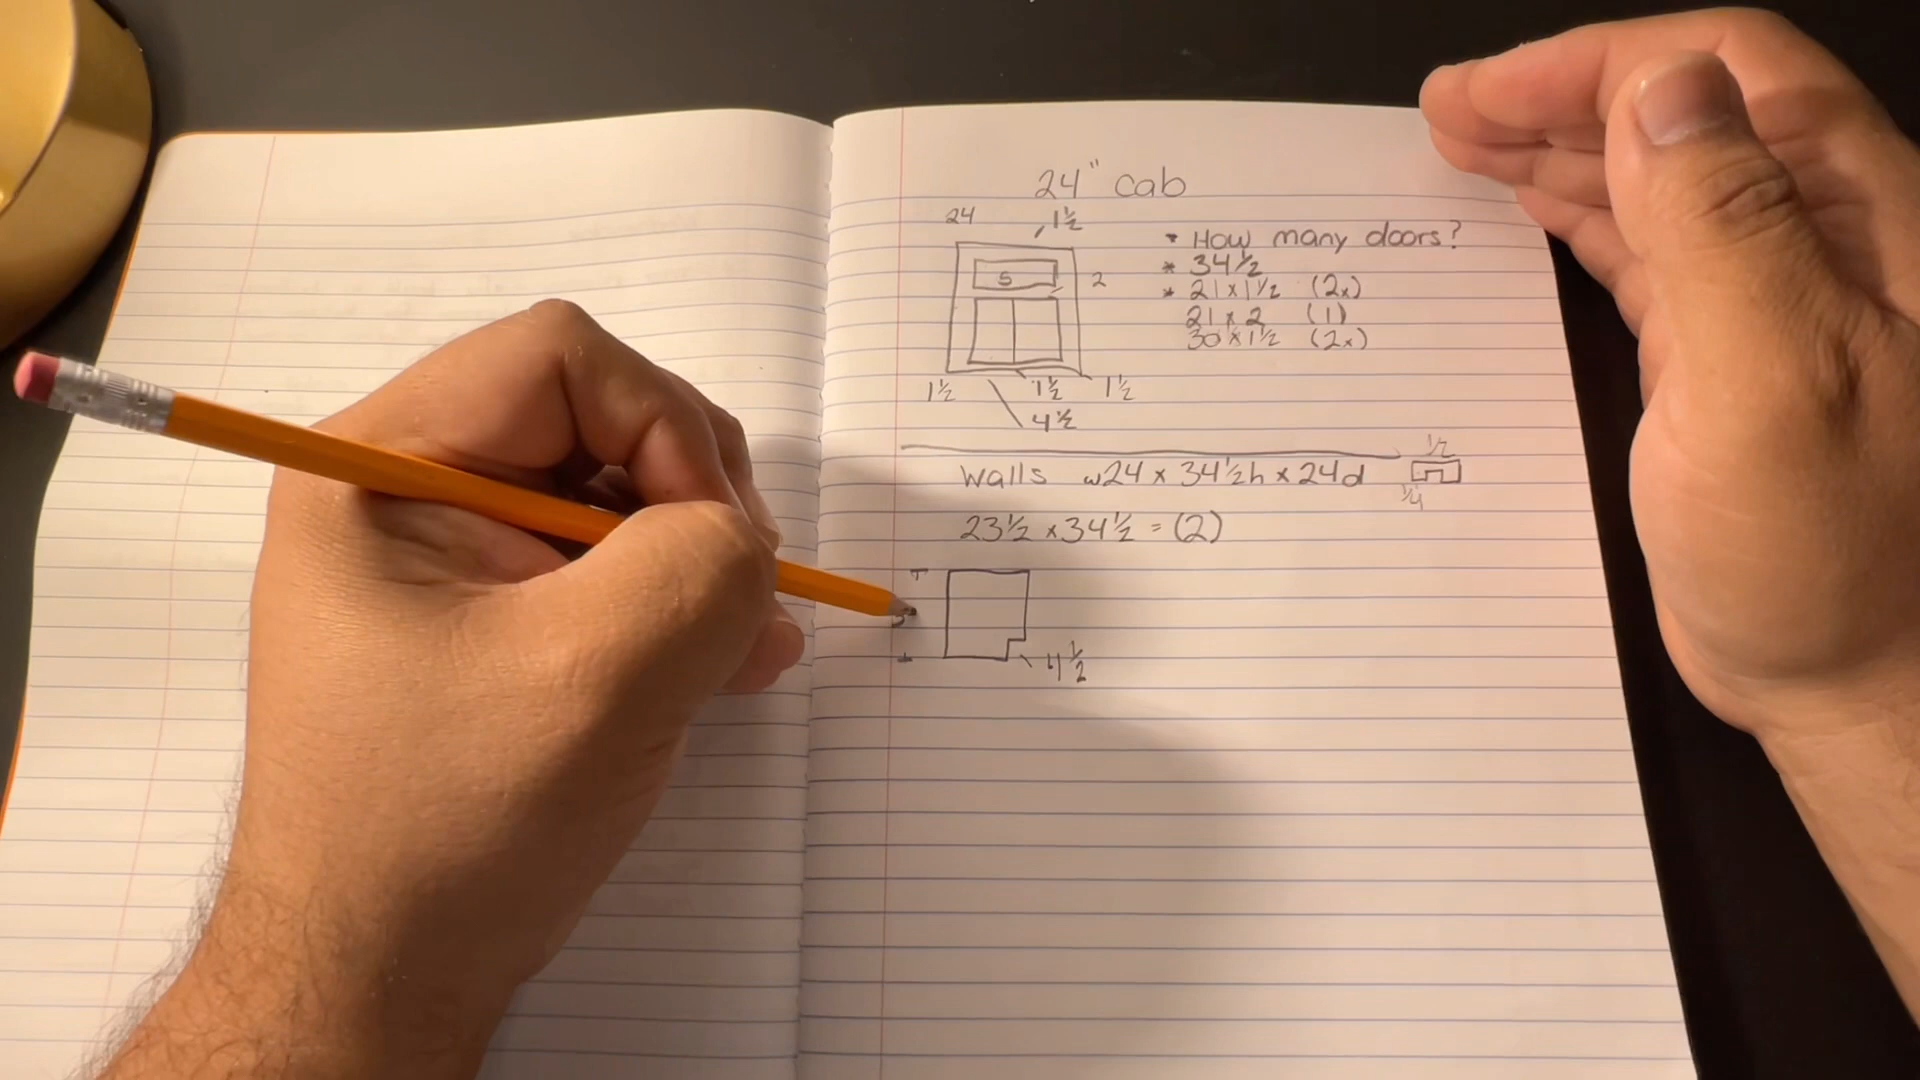 24" cab
24
1½
5
2
1½
1½
1½
4½
* How many doors?
* 34½
* 21 x 1½ (2x)
21 x 2 (1)
30 x 1½ (2x)
Walls w24 x 34½h x 24d
½
¼
23½ x 34½ = (2)
4½